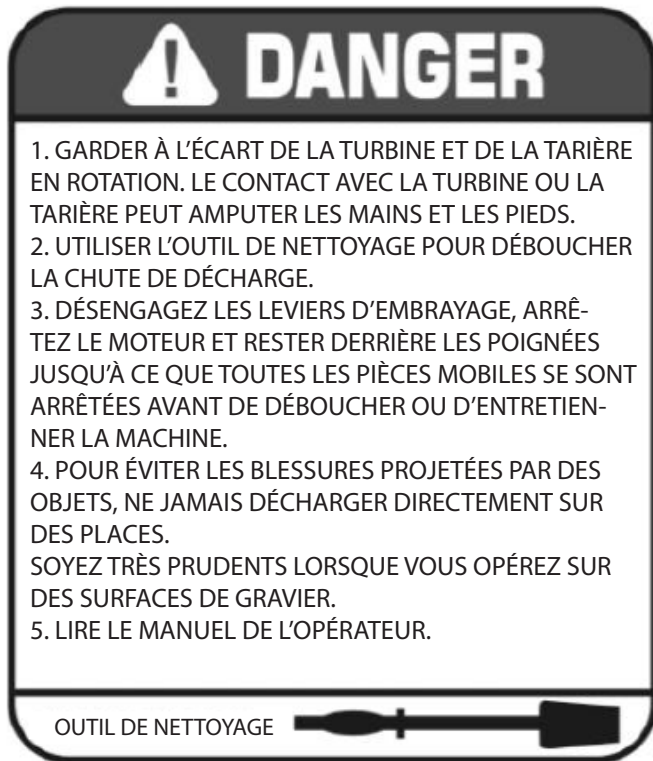 DANGER
1. GARDER À L’ÉCART DE LA TURBINE ET DE LA TARIÈRE
EN ROTATION. LE CONTACT AVEC LA TURBINE OU LA
TARIÈRE PEUT AMPUTER LES MAINS ET LES PIEDS.
2. UTILISER L’OUTIL DE NETTOYAGE POUR DÉBOUCHER
LA CHUTE DE DÉCHARGE.
3. DÉSENGAGEZ LES LEVIERS D’EMBRAYAGE, ARRÊ-
TEZ LE MOTEUR ET RESTER DERRIÈRE LES POIGNÉES
JUSQU’À CE QUE TOUTES LES PIÈCES MOBILES SE SONT
ARRÊTÉES AVANT DE DÉBOUCHER OU D’ENTRETIEN-
NER LA MACHINE.
4. POUR ÉVITER LES BLESSURES PROJETÉES PAR DES
OBJETS, NE JAMAIS DÉCHARGER DIRECTEMENT SUR
DES PLACES.
SOYEZ TRÈS PRUDENTS LORSQUE VOUS OPÉREZ SUR
DES SURFACES DE GRAVIER.
5. LIRE LE MANUEL DE L’OPÉRATEUR.
OUTIL DE NETTOYAGE